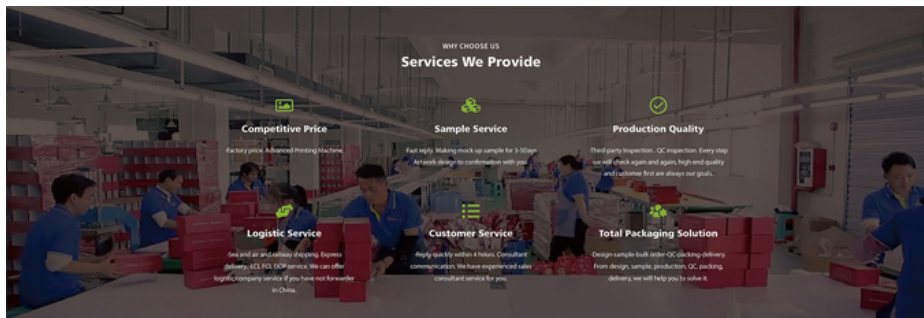 WHY CHOOSE US
Services We Provide
Competitive Price
Factory price. Advanced Printing Machine.
Sample Service
Fast reply. Making mock up sample for 3-5Days
Artwork design to confirmation with you.
Production Quality
Third-party Inspection . QC Inspection. Every step
we will check again and again, high end quality
and customer first are always our goals.
Logistic Service
Sea and air and railway shipping. Express
delivery. LCL FCL DDP service. We can offer
logistic company service if you have not forwarder
in China.
Customer Service
Reply quickly within 4 hours. Consultant
communication. We have experienced sales
consultant service for you.
Total Packaging Solution
Design-sample-bulk order-QC-packing-delivery.
From design, sample, production, QC, packing,
delivery, we will help you to solve it.